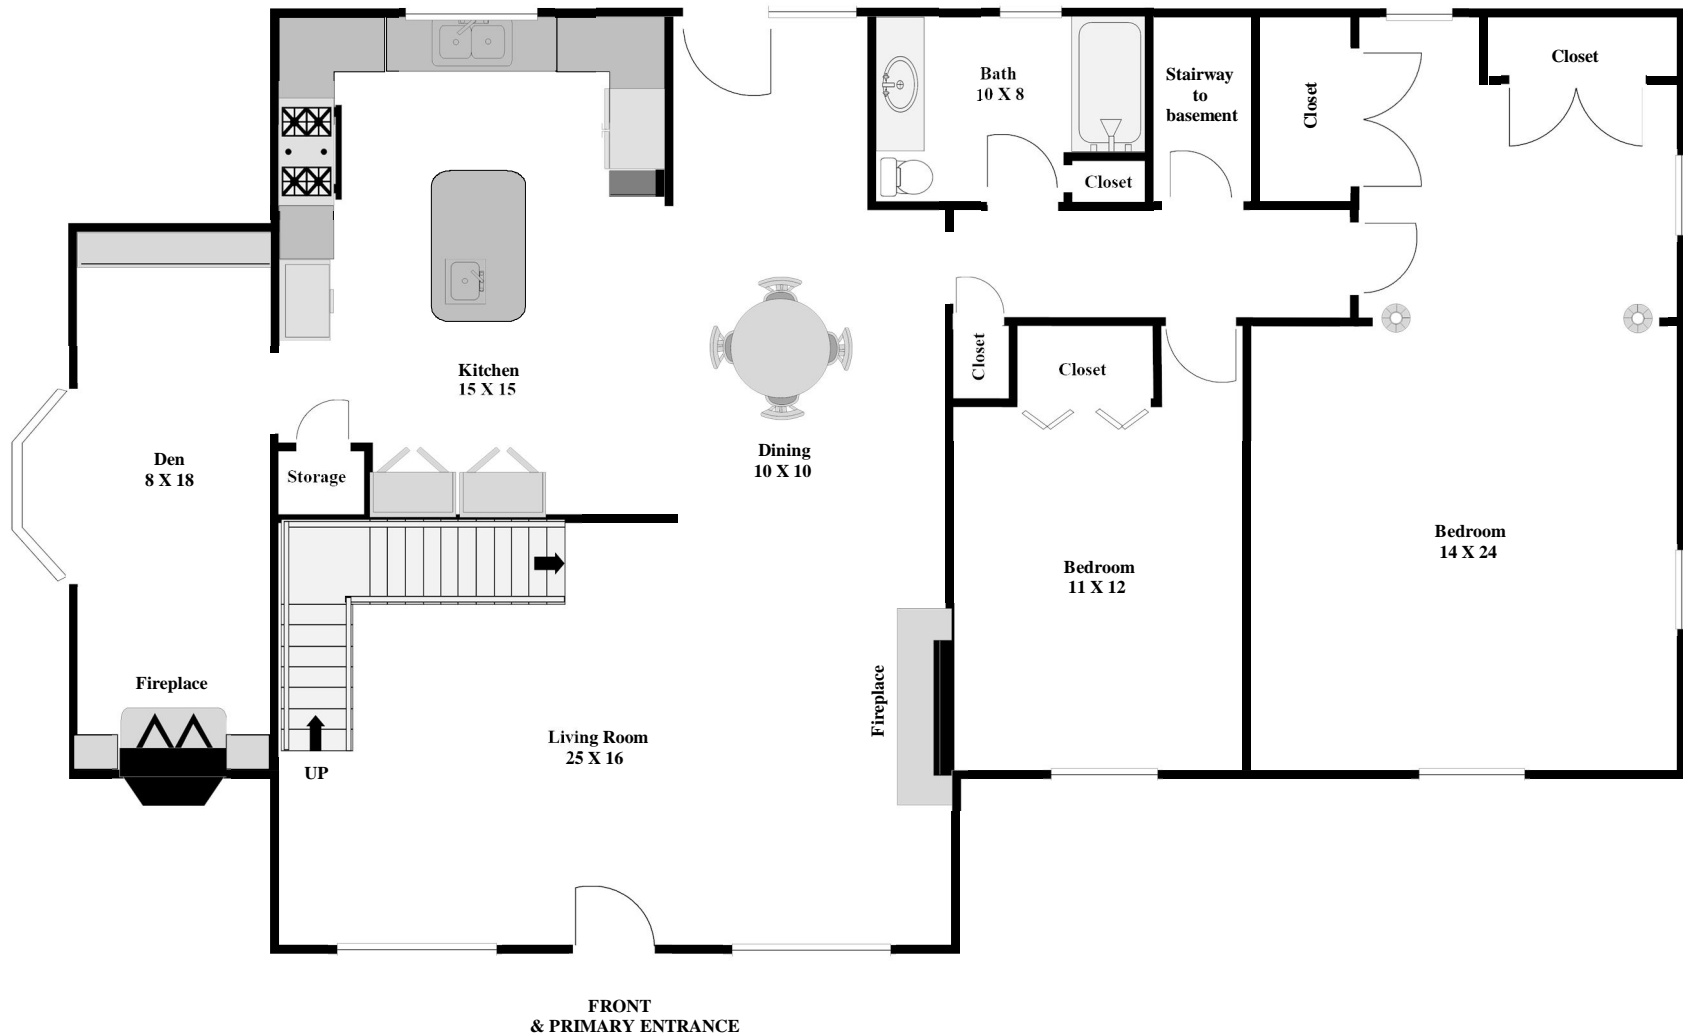 Closet
Bath
10 X 8
Stairway
to
basement
Closet
Closet
Kitchen
15 X 15
Closet
Closet
Dining
10 X 10
Den
8 X 18
Storage
Bedroom
14 X 24
Bedroom
11 X 12
Fireplace
Fireplace
Living Room
25 X 16
UP
FRONT
& PRIMARY ENTRANCE